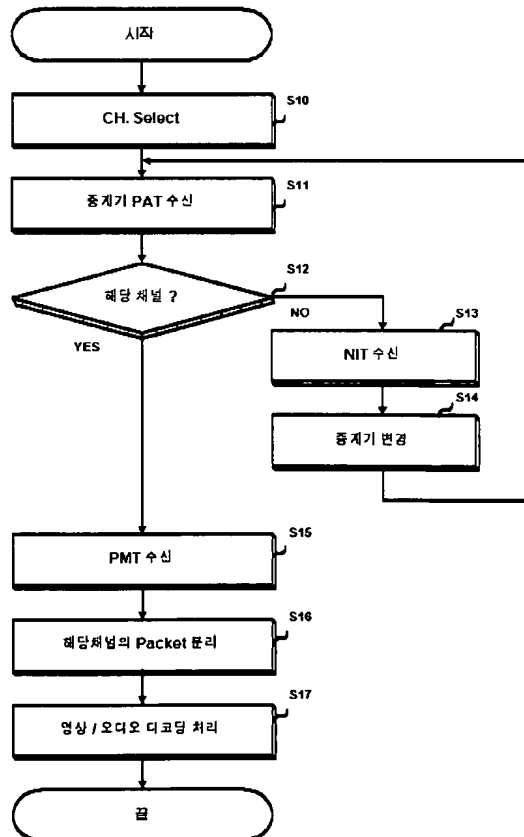 시작
S10
CH. Select
S11
중계기 PAT 수신
S12
해당 채널 ?
NO
YES
S13
NIT 수신
S14
중계기 변경
S15
PMT 수신
S16
해당채널의 Packet 분리
S17
영상 / 오디오 디코딩 처리
끝